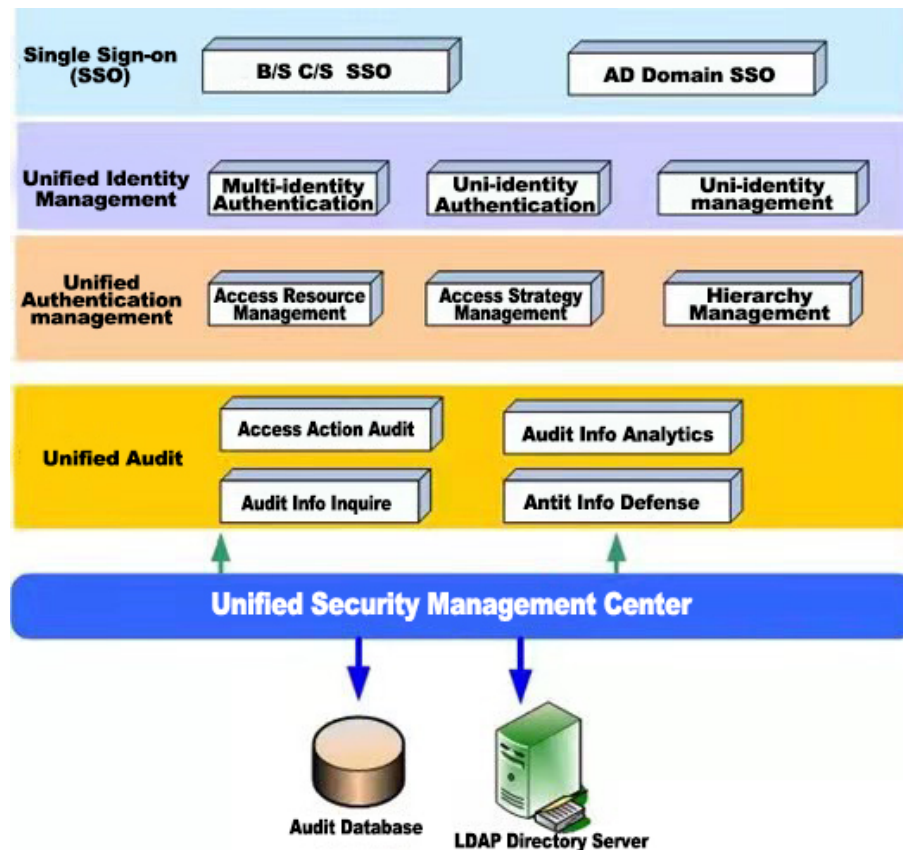 Single Sign-on
(SSO)
B/S C/S SSO
AD Domain SSO
Unified Identity
Management
Multi-identity
Authentication
Uni-identity
Authentication
Uni-identity
management
Unified
Authentication
management
Access Resource
Management
Access Strategy
Management
Hierarchy
Management
Unified Audit
Access Action Audit
Audit Info Analytics
Audit Info Inquire
Antit Info Defense
Unified Security Management Center
Audit Database
LDAP Directory Server